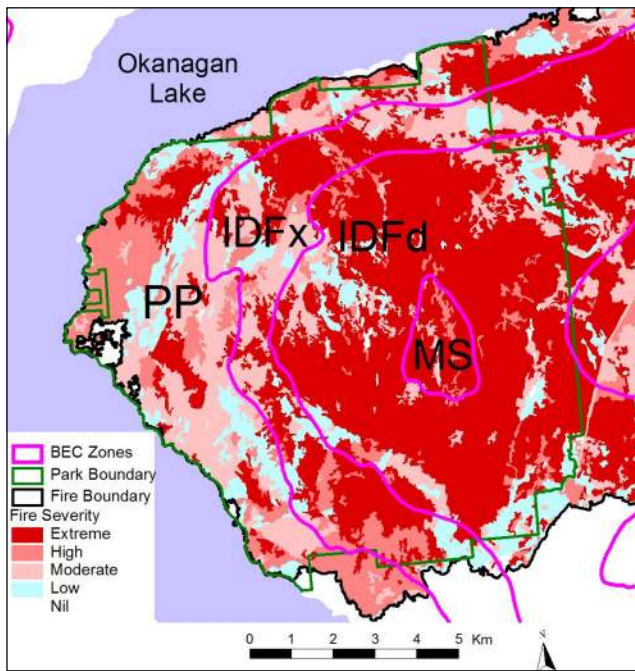 Okanagan
Lake
IDFx
IDFd
PP
MS
BEC Zones
Park Boundary
Fire Boundary
Fire Severity
Extreme
High
Moderate
Low
Nil
0 1 2 3 4 5 Km
N